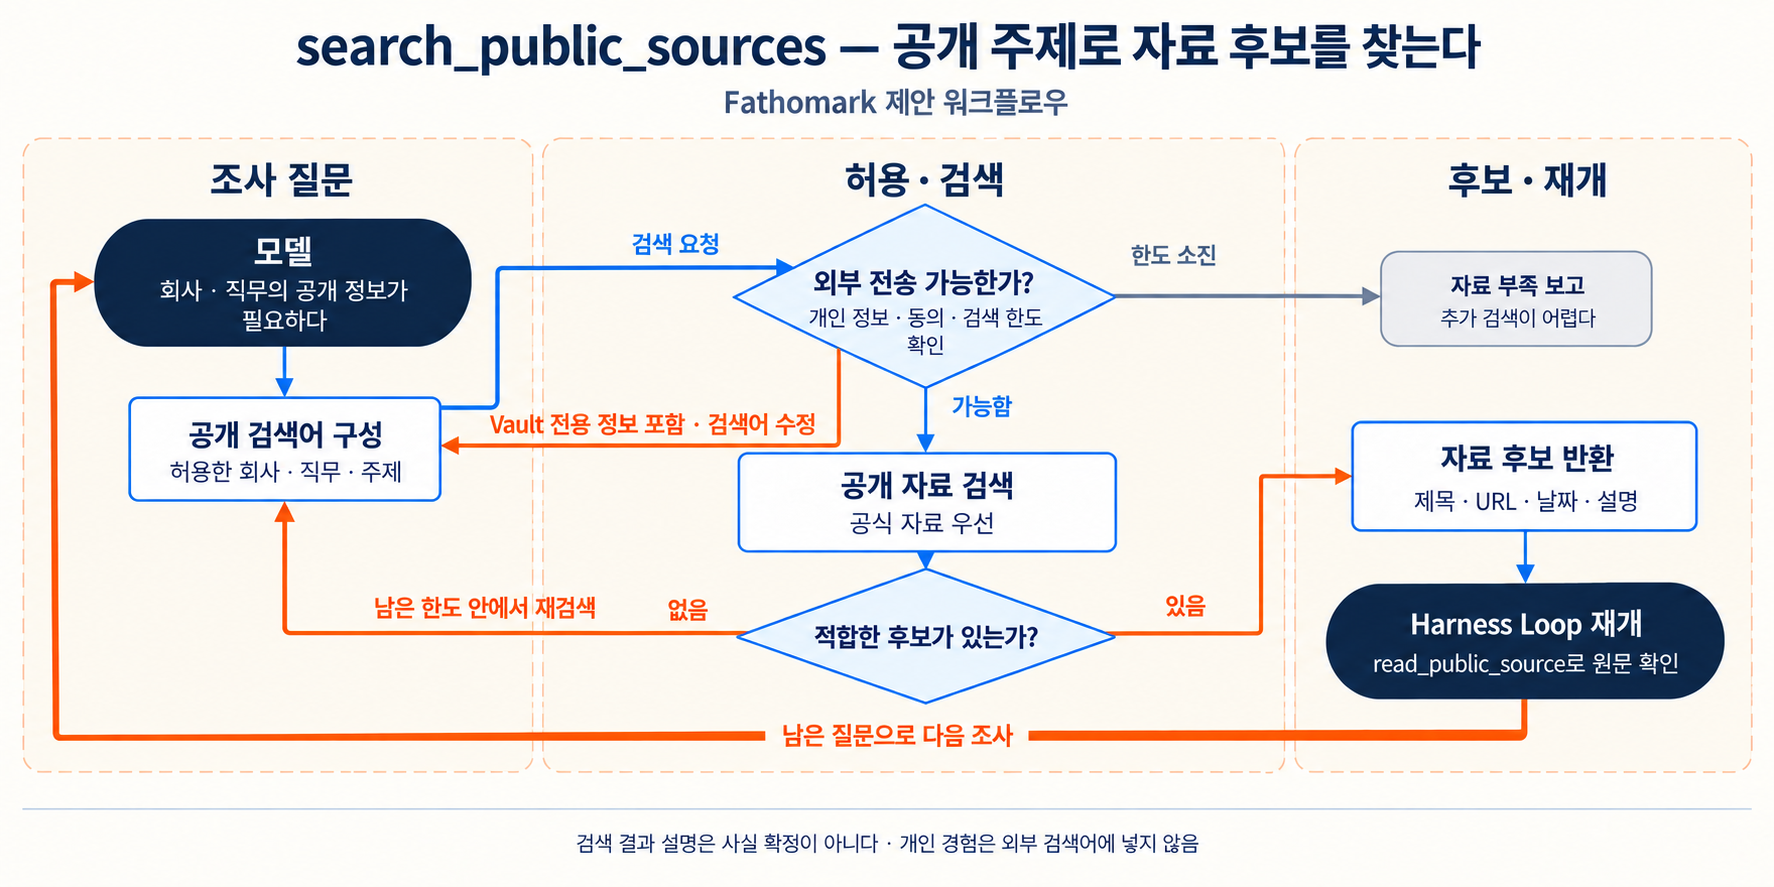 search_public_sources — 공개 주제로 자료 후보를 찾는다
Fathomark 제안 워크플로우
조사 질문
모델
회사 · 직무의 공개 정보가
필요하다
공개 검색어 구성
허용한 회사 · 직무 · 주제
허용 · 검색
검색 요청
외부 전송 가능한가?
개인 정보 · 동의 · 검색 한도
확인
한도 소진
Vault 전용 정보 포함 · 검색어 수정
가능함
공개 자료 검색
공식 자료 우선
남은 한도 안에서 재검색
없음
적합한 후보가 있는가?
있음
후보 · 재개
자료 부족 보고
추가 검색이 어렵다
자료 후보 반환
제목 · URL · 날짜 · 설명
Harness Loop 재개
read_public_source로 원문 확인
남은 질문으로 다음 조사
검색 결과 설명은 사실 확정이 아니다 · 개인 경험은 외부 검색어에 넣지 않음